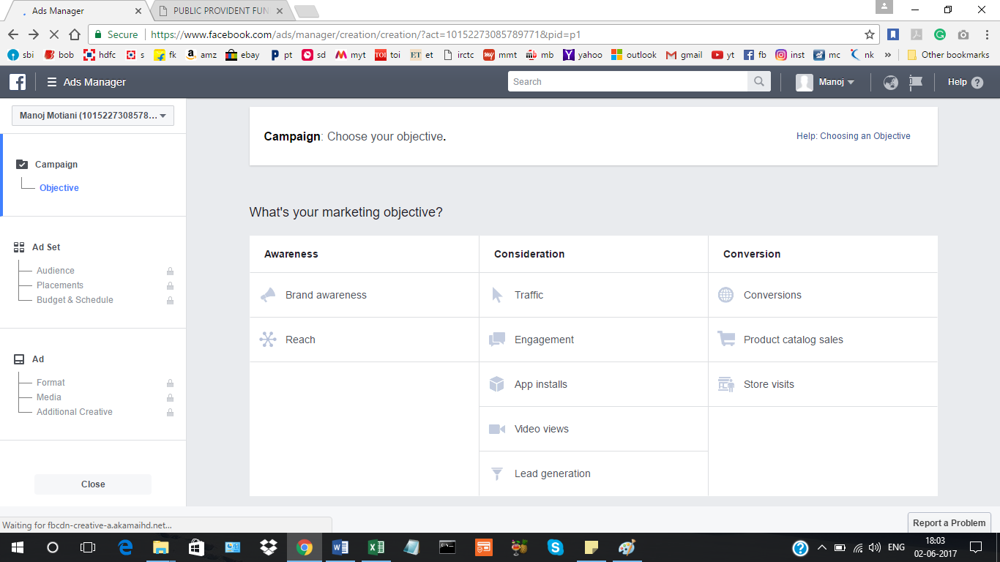 Ads Manager
PUBLIC PROVIDENT FUN
Secure https://www.facebook.com/ads/manager/creation/creation/?act=101522730857897718&pid=p1
sbi bob hdfc s fk amz ebay pt sd myt TOI toi ET et irctc my mmt mb mb yahoo outlook gmail yt fb inst mc nk » Other bookmarks
Ads Manager
Search
Manoj
Help ?
Manoj Motiani (1015227308578...
Campaign: Choose your objective.
Help: Choosing an Objective
Campaign
Objective
What's your marketing objective?
Ad Set
Audience
Placements
Budget & Schedule
Ad
Format
Media
Additional Creative
Close
Awareness
Brand awareness
Reach
Consideration
Traffic
Engagement
App installs
Video views
Lead generation
Conversion
Conversions
Product catalog sales
Store visits
Waiting for fbcdn-creative-a.akamaihd.net...
Report a Problem
ENG
18:03
02-06-2017